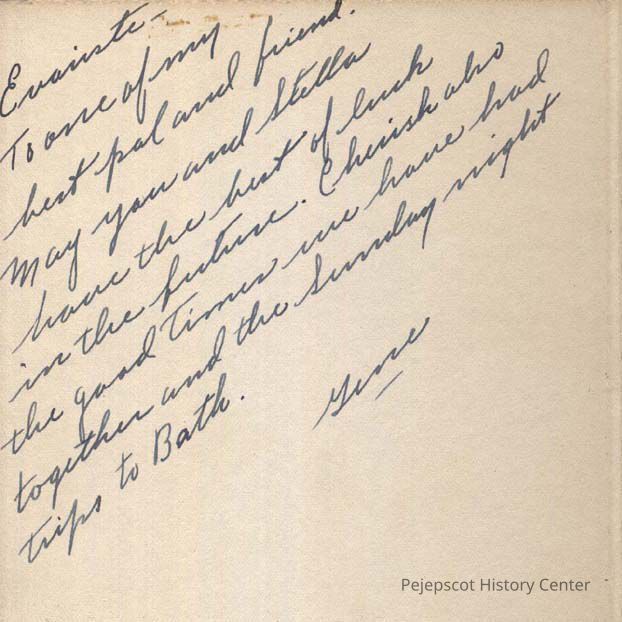 Evariste-
To one of my
best pal and friend.
May you and Stella
have the best of luck
in the future. Cherish also
the good Times we have had
together and the Sunday night
trips to Bath.
Gene
Pejepscot History Center